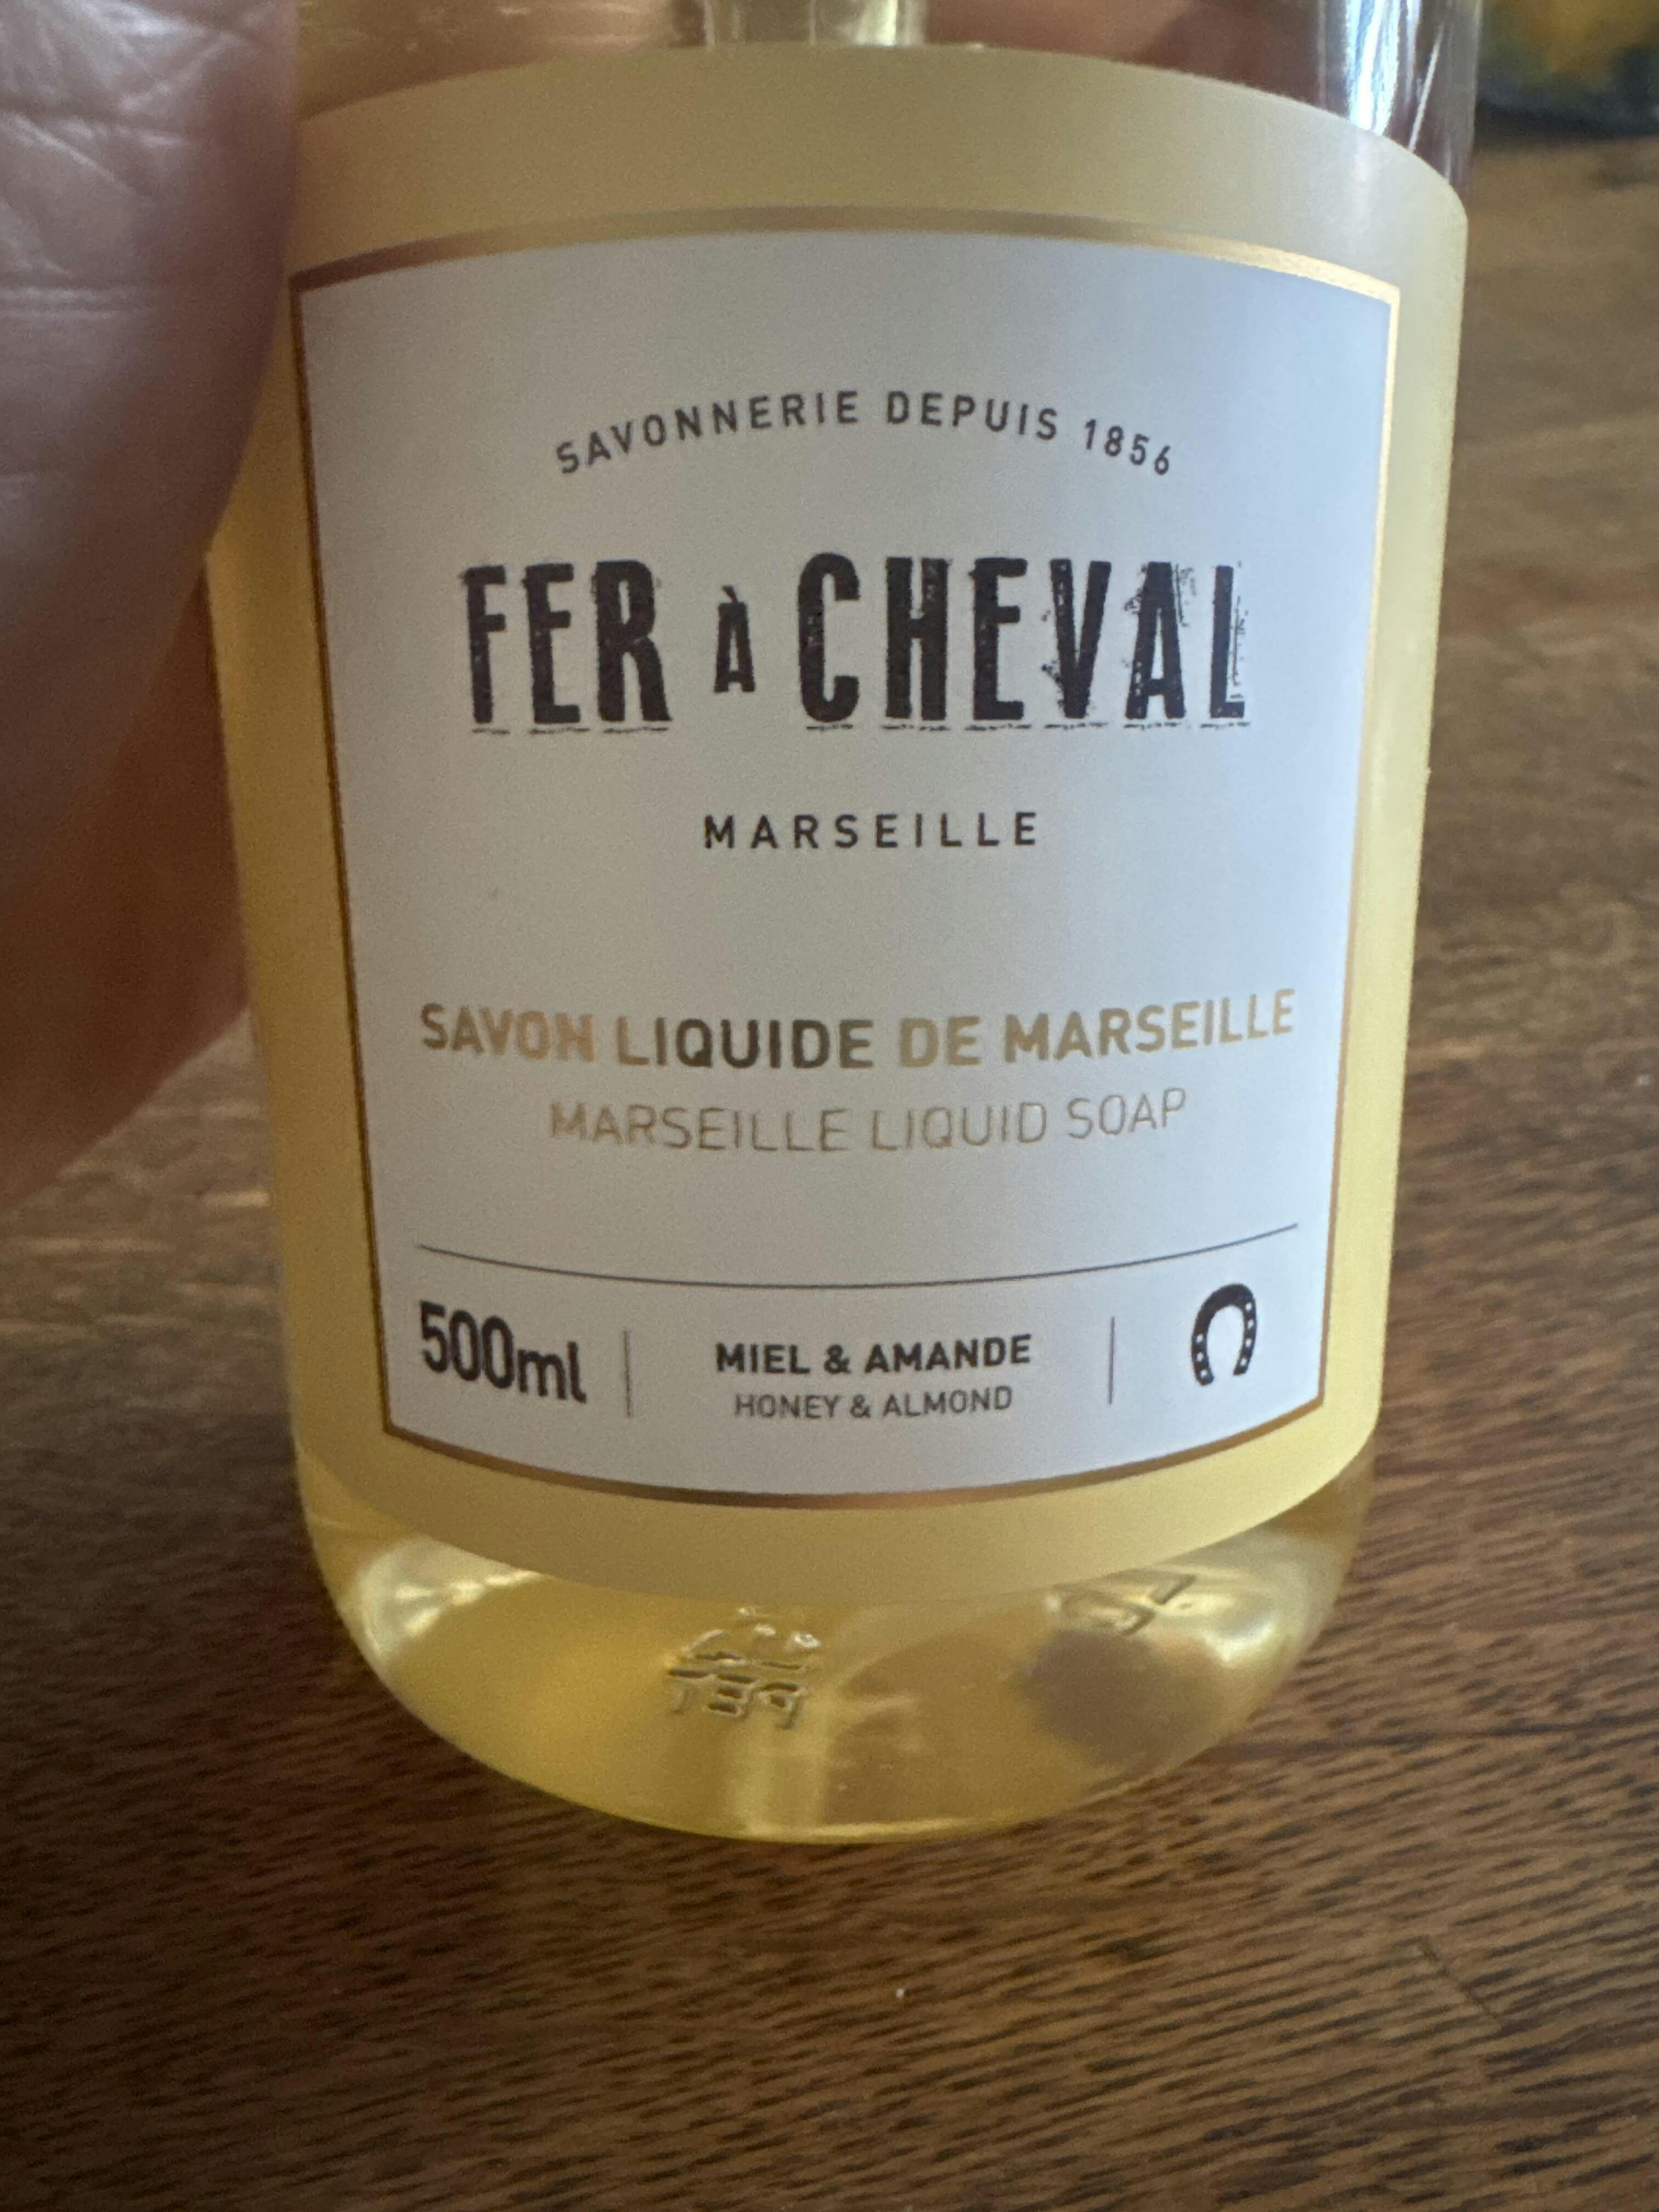 SAVONNERIE DEPUIS 1856
FER À CHEVAL
MARSEILLE
SAVON LIQUIDE DE MARSEILLE
MARSEILLE LIQUID SOAP
500ml
MIEL & AMANDE
HONEY & ALMOND